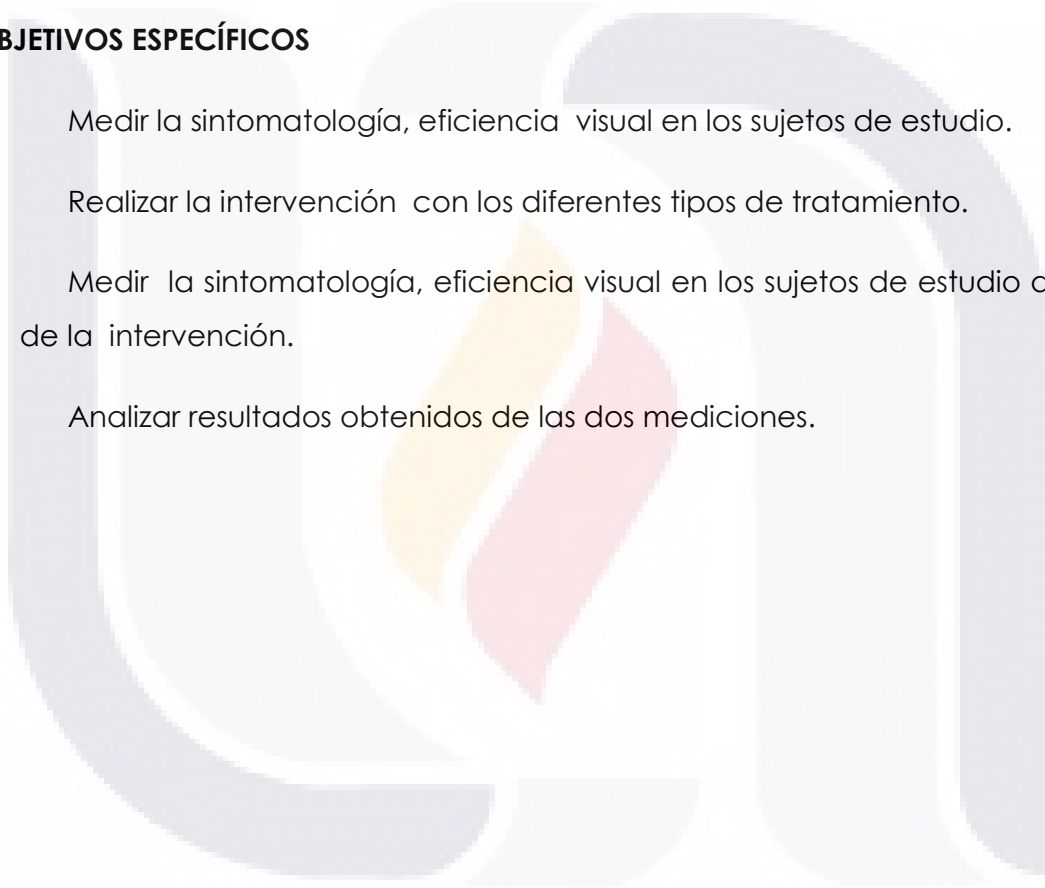 BJETIVOS ESPECÍFICOS
Medir la sintomatología, eficiencia visual en los sujetos de estudio.
Realizar la intervención con los diferentes tipos de tratamiento.
Medir la sintomatología, eficiencia visual en los sujetos de estudio
de la intervención.
Analizar resultados obtenidos de las dos mediciones.